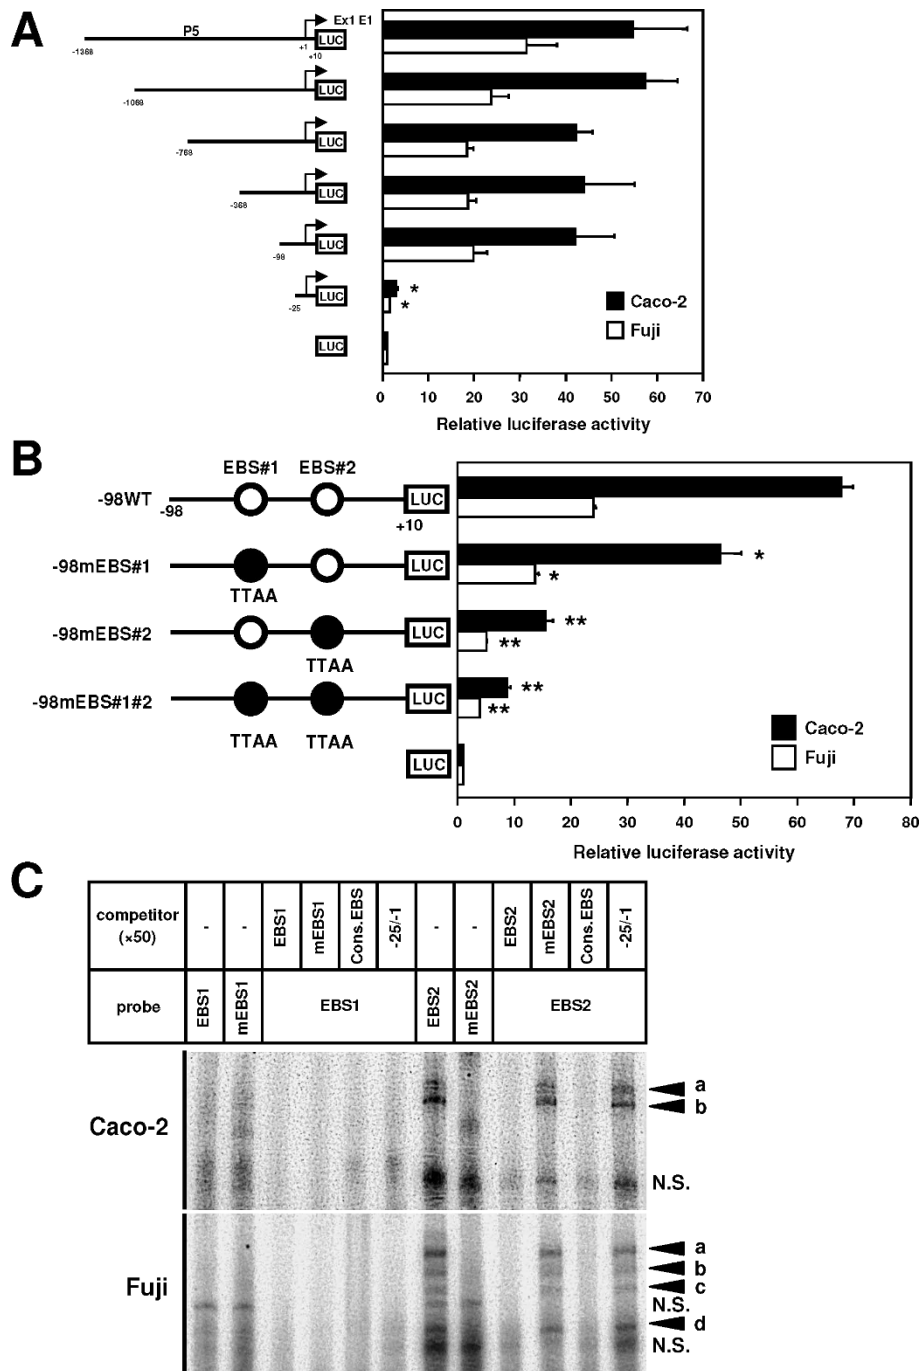 A
P5
Ex1 E1
+1
+10
LUC
-1368
LUC
-1068
LUC
-768
LUC
-368
LUC
-98
LUC
-25
*
*
LUC
Caco-2
Fuji
0 10 20 30 40 50 60 70
Relative luciferase activity
B
EBS#1 EBS#2
-98WT
-98
LUC
+10
-98mEBS#1
LUC
*
*
TTAA
-98mEBS#2
LUC
**
**
TTAA
-98mEBS#1#2
LUC
**
**
TTAA TTAA
LUC
Caco-2
Fuji
0 10 20 30 40 50 60 70 80
Relative luciferase activity
C
competitor
(×50)
- - EBS1 mEBS1 Cons.EBS -25/-1 - - EBS2 mEBS2 Cons.EBS -25/-1
probe EBS1 mEBS1 EBS1 EBS2 mEBS2 EBS2
Caco-2
a
b
N.S.
Fuji
a
b
c
N.S.
d
N.S.